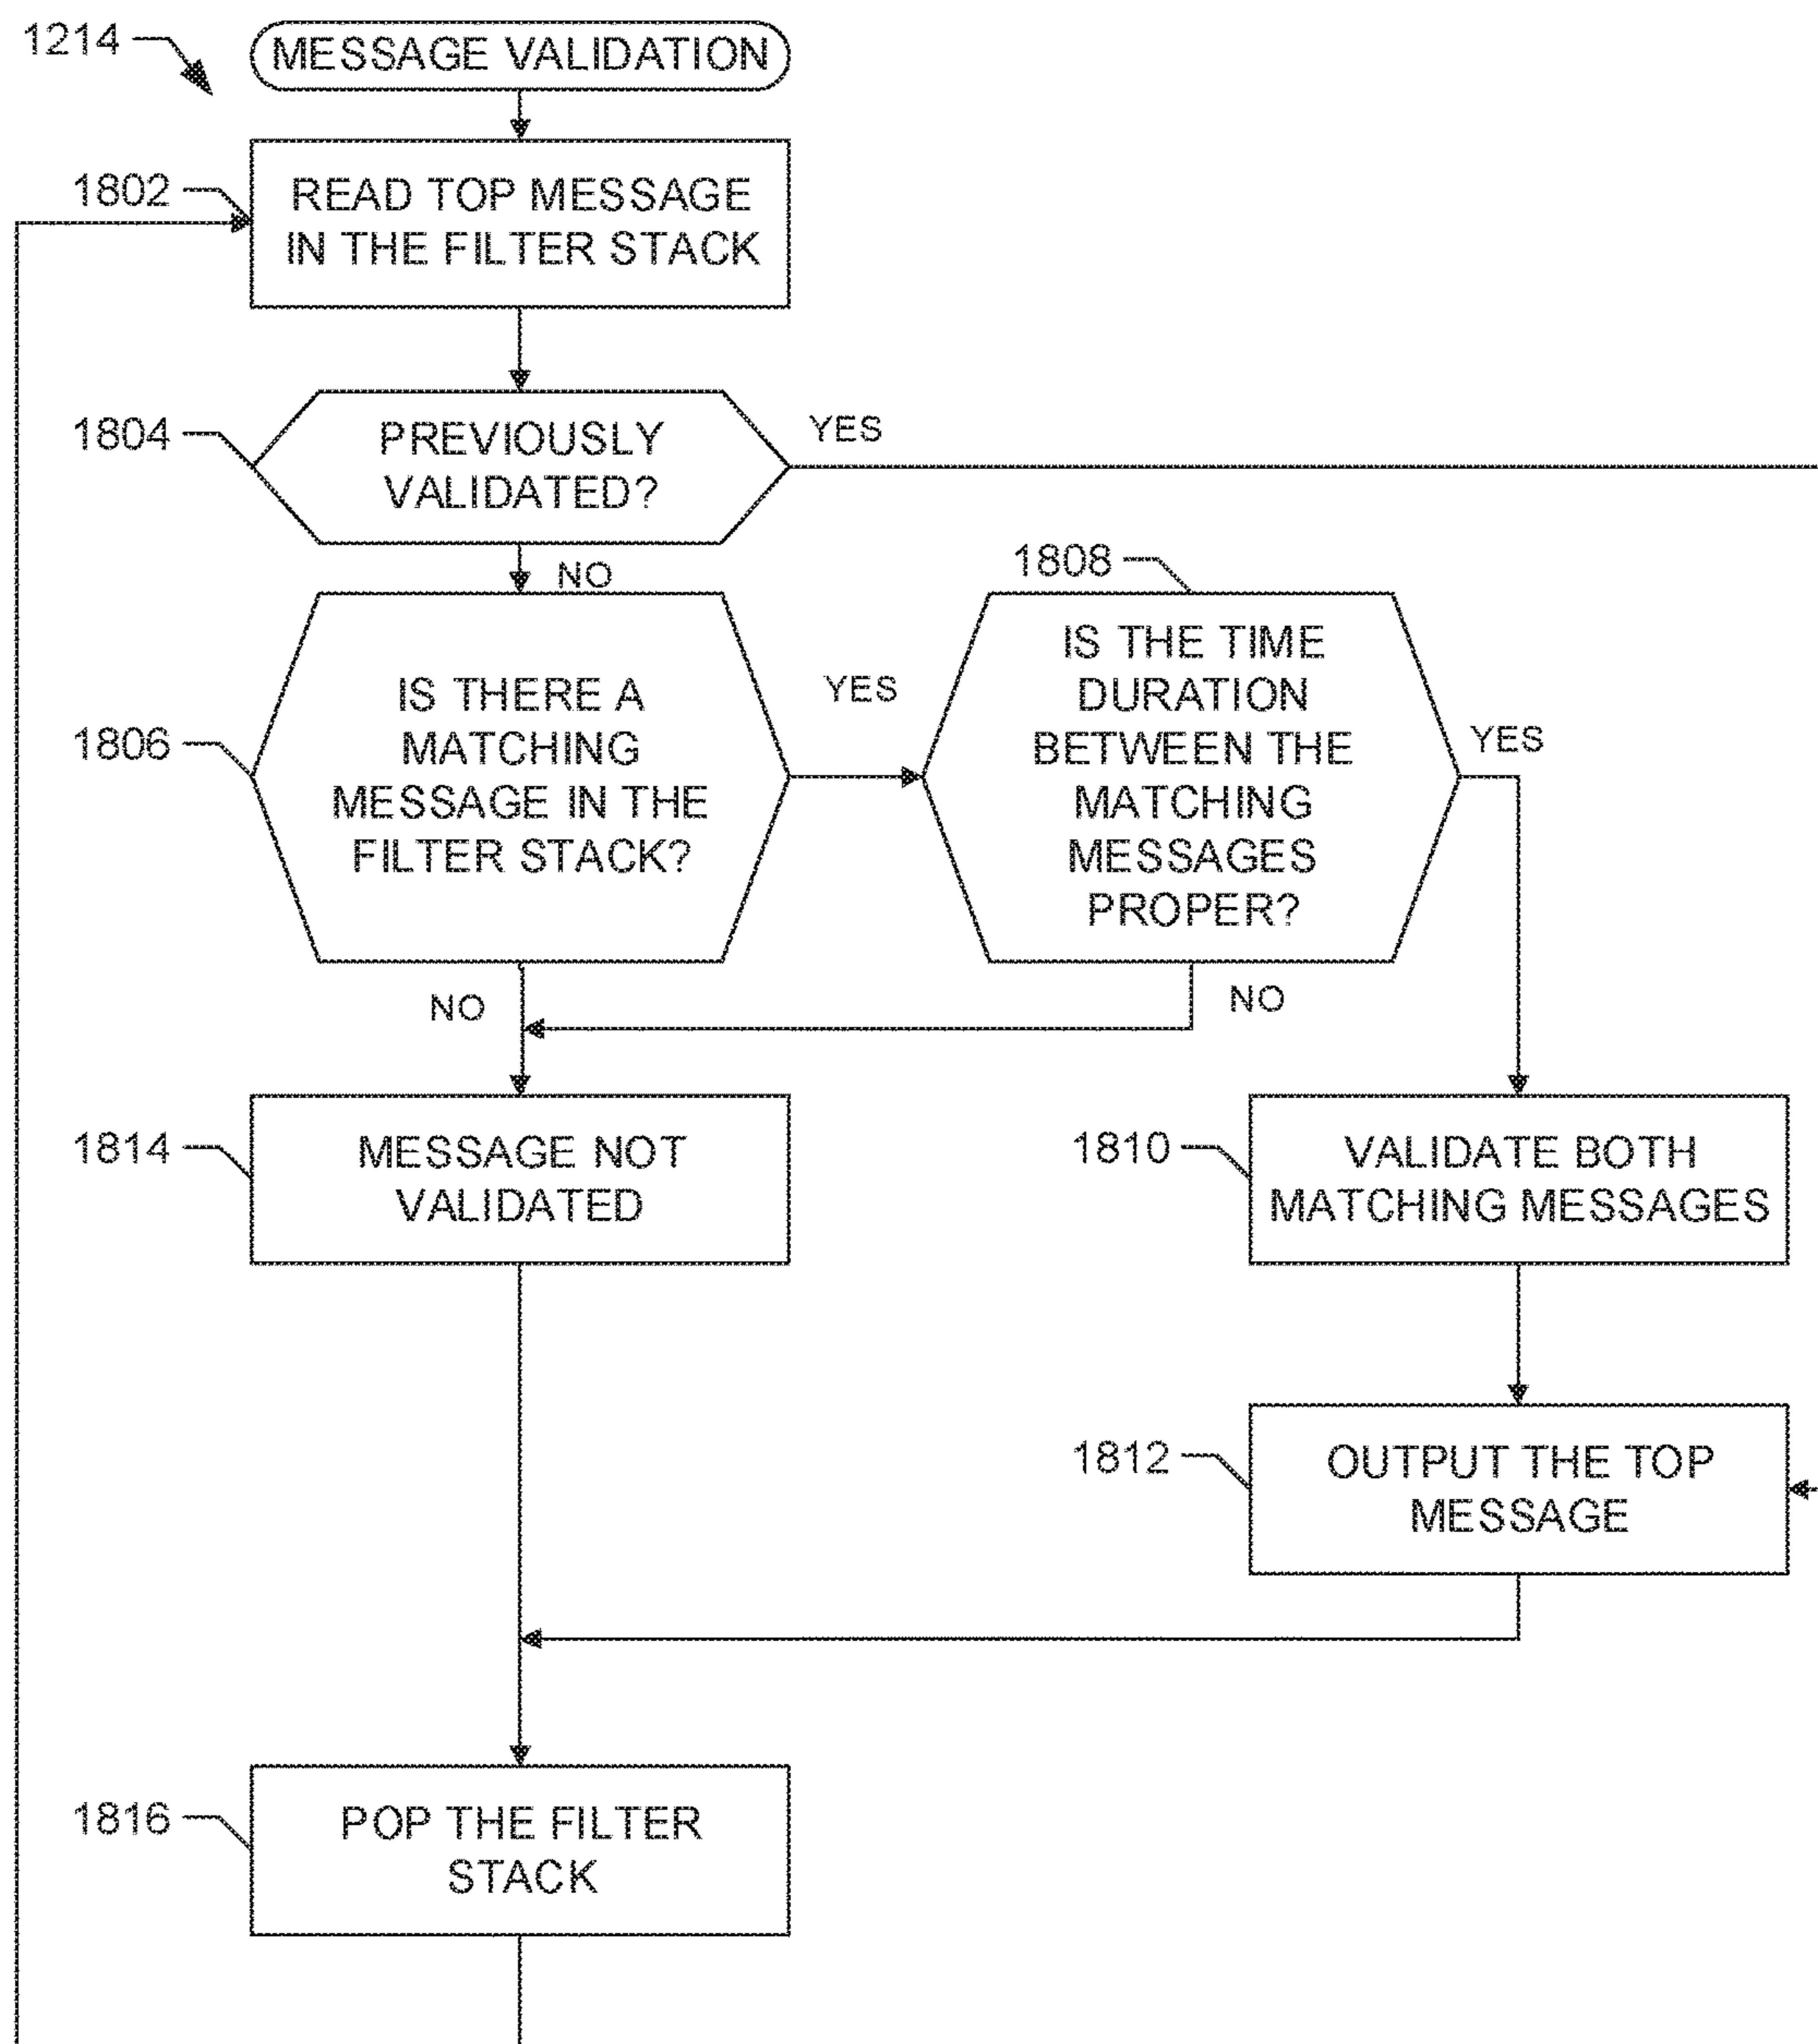 1214
MESSAGE VALIDATION
1802
READ TOP MESSAGE
IN THE FILTER STACK
1804
PREVIOUSLY
VALIDATED?
YES
NO
1806
IS THERE A
MATCHING
MESSAGE IN THE
FILTER STACK?
YES
NO
1808
IS THE TIME
DURATION
BETWEEN THE
MATCHING
MESSAGES
PROPER?
YES
NO
1814
MESSAGE NOT
VALIDATED
1810
VALIDATE BOTH
MATCHING MESSAGES
1812
OUTPUT THE TOP
MESSAGE
1816
POP THE FILTER
STACK